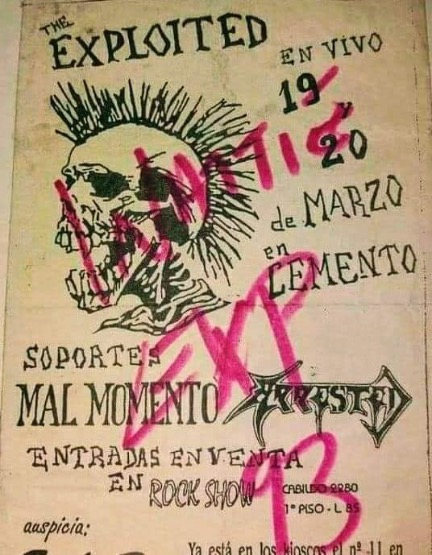 THE
EXPLOITED
EN VIVO
19 y
20
de MARZO
en
CEMENTO
EXP
SOPORTES
MAL MOMENTO ARRESTED
ENTRADAS EN VENTA
EN ROCK SHOW CABILDO 2280
1º PISO - L 85
auspicia:
Ya está en los kioscos el nº 11 en